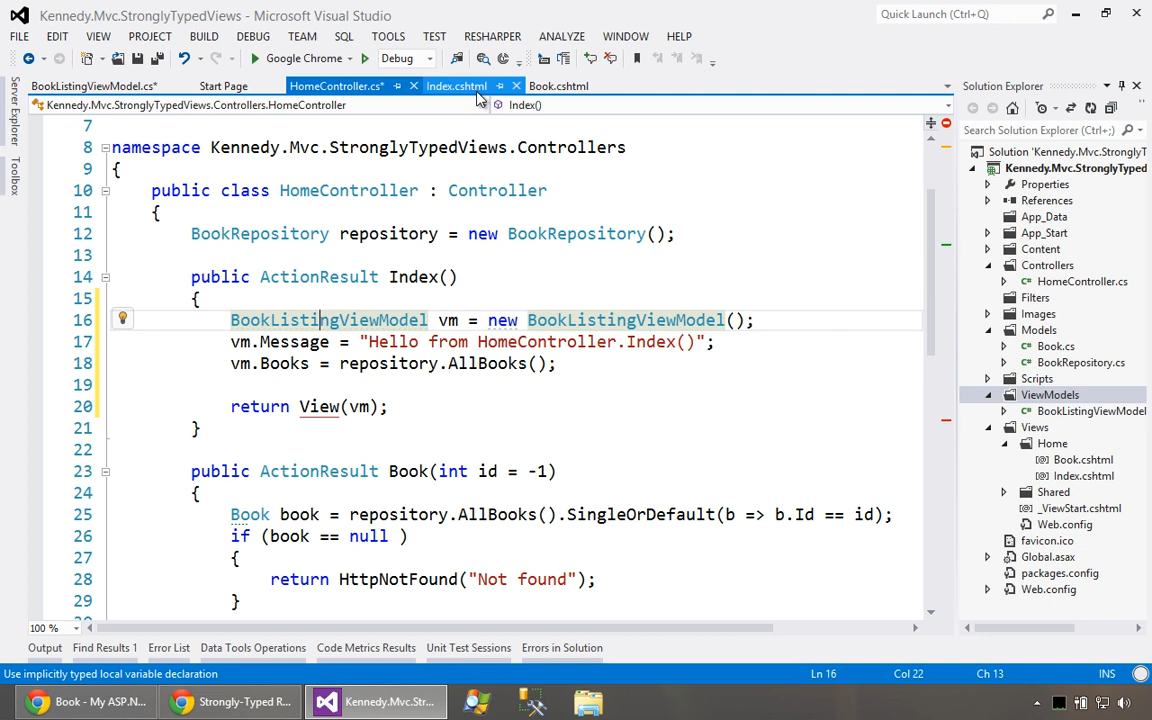 Kennedy.Mvc.StronglyTypedViews - Microsoft Visual Studio
Quick Launch (Ctrl+Q)
FILE EDIT VIEW PROJECT BUILD DEBUG TEAM SQL TOOLS TEST RESHARPER ANALYZE WINDOW HELP
Google Chrome Debug
BookListingViewModel.cs* Start Page HomeController.cs* Index.cshtml Book.cshtml
Kennedy.Mvc.StronglyTypedViews.Controllers.HomeController Index()
Server Explorer
Toolbox
7
8 namespace Kennedy.Mvc.StronglyTypedViews.Controllers
9 {
10 public class HomeController : Controller
11 {
12 BookRepository repository = new BookRepository();
13
14 public ActionResult Index()
15 {
16 BookListingViewModel vm = new BookListingViewModel();
17 vm.Message = "Hello from HomeController.Index()";
18 vm.Books = repository.AllBooks();
19
20 return View(vm);
21 }
22
23 public ActionResult Book(int id = -1)
24 {
25 Book book = repository.AllBooks().SingleOrDefault(b => b.Id == id);
26 if (book == null )
27 {
28 return HttpNotFound("Not found");
29 }
100 %
Solution Explorer
Search Solution Explorer (Ctrl+;)
Solution 'Kennedy.Mvc.StronglyT
Kennedy.Mvc.StronglyTyped
Properties
References
App_Data
App_Start
Content
Controllers
HomeController.cs
Filters
Images
Models
Book.cs
BookRepository.cs
Scripts
ViewModels
BookListingViewModel
Views
Home
Book.cshtml
Index.cshtml
Shared
_ViewStart.cshtml
Web.config
favicon.ico
Global.asax
packages.config
Web.config
Output Find Results 1 Error List Data Tools Operations Code Metrics Results Unit Test Sessions Errors in Solution
Use implicitly typed local variable declaration Ln 16 Col 22 Ch 13 INS
Book - My ASP.N... Strongly-Typed R... Kennedy.Mvc.Str...